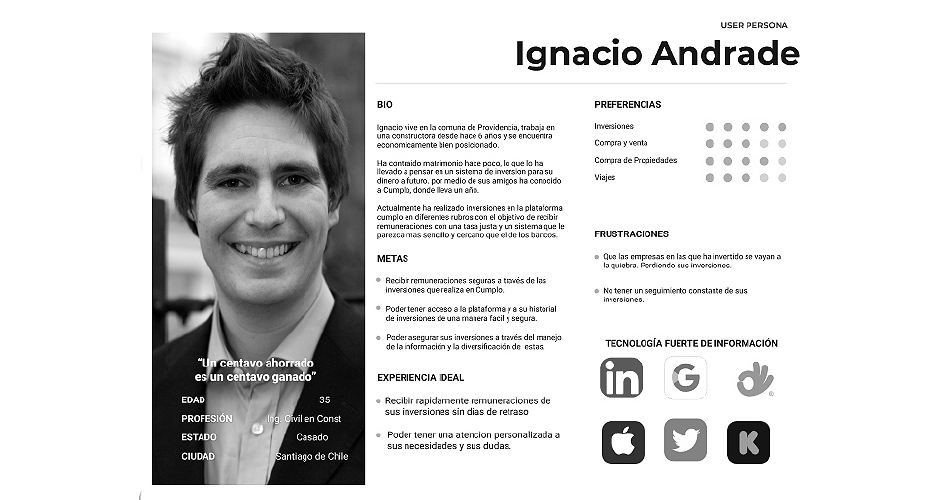 USER PERSONA
Ignacio Andrade
BIO
Ignacio vive en la comuna de Providencia, trabaja en
una constructora desde hace 6 años y se encuentra
economicamente bien posicionado.
Ha contraido matrimonio hace poco, lo que lo ha
llevado a pensar en un sistema de inversion para su
dinero a futuro, por medio de sus amigos ha conocido
a Cumplo, donde lleva un año.
Actualmente ha realizado inversiones en la plataforma
cumplo en diferentes rubros con el objetivo de recibir
remuneraciones con una tasa justa y un sistema que le
parezca mas sencillo y cercano que el de los bancos.
METAS
Recibir remuneraciones seguras a través de las
inversiones que realiza en Cumplo.
Poder tener acceso a la plataforma y a su historial
de inversiones de una manera facil y segura.
Poder asegurar sus inversiones a través del manejo
de la información y la diversificación de estas.
EXPERIENCIA IDEAL
Recibir rapidamente remuneraciones de
sus inversiones sin dias de retraso
Poder tener una atencion personalizada a
sus necesidades y sus dudas.
PREFERENCIAS
Inversiones
Compra y venta
Compra de Propiedades
Viajes
FRUSTRACIONES
Que las empresas en las que ha invertido se vayan a
la quiebra. Perdiendo sus inversiones.
No tener un seguimiento constante de sus
inversiones.
TECNOLOGÍA FUERTE DE INFORMACIÓN
in
G
K
“Un centavo ahorrado
es un centavo ganado”
EDAD 35
PROFESIÓN Ing. Civil en Const
ESTADO Casado
CIUDAD Santiago de Chile